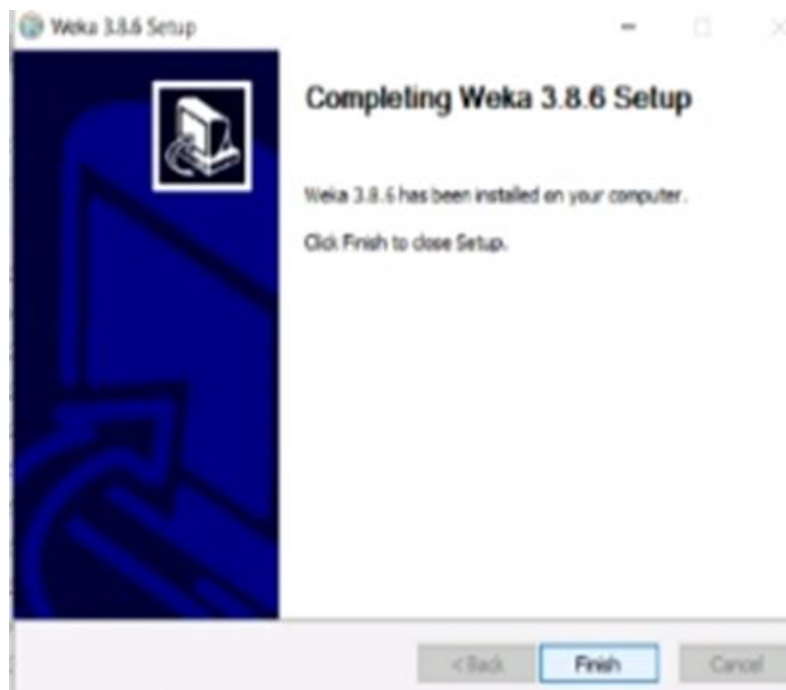 Weka 3.8.6 Setup
Completing Weka 3.8.6 Setup
Weka 3.8.6 has been installed on your computer.
Click Finish to close Setup.
< Back Finish Cancel